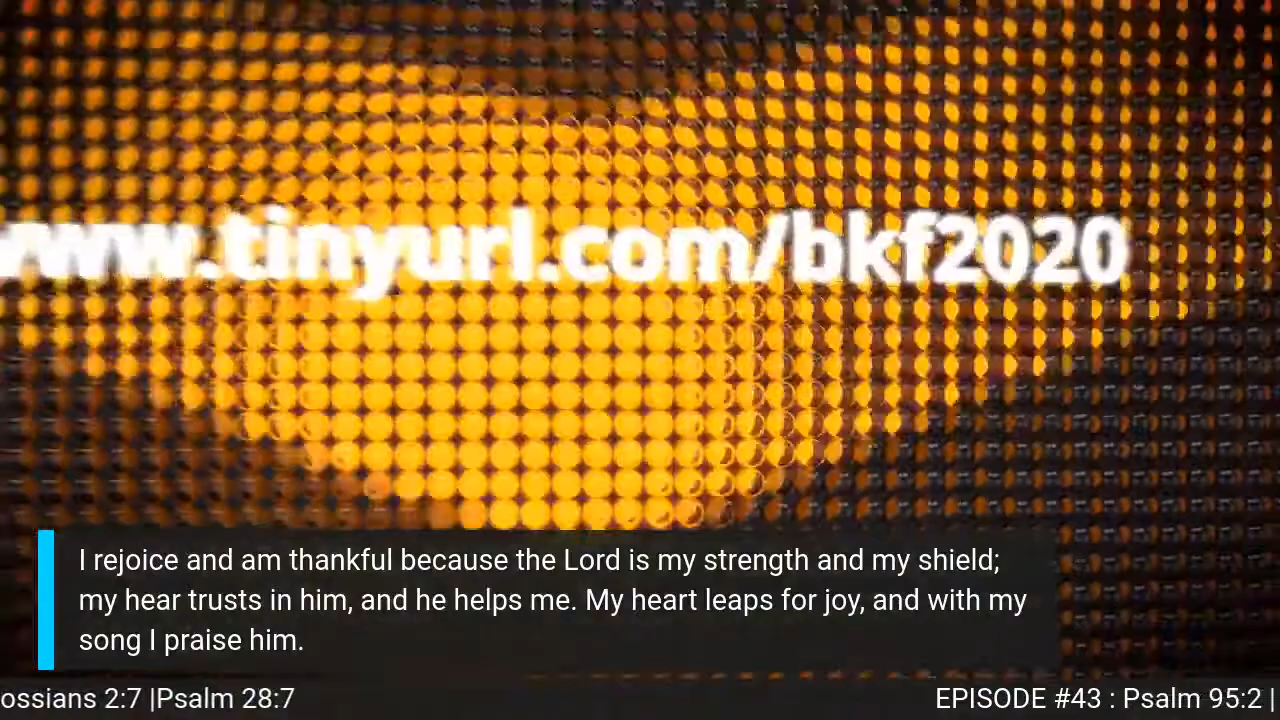 www.tinyurl.com/bkf2020
I rejoice and am thankful because the Lord is my strength and my shield;
my hear trusts in him, and he helps me. My heart leaps for joy, and with my
song I praise him.
ossians 2:7 |Psalm 28:7 EPISODE #43 : Psalm 95:2 |